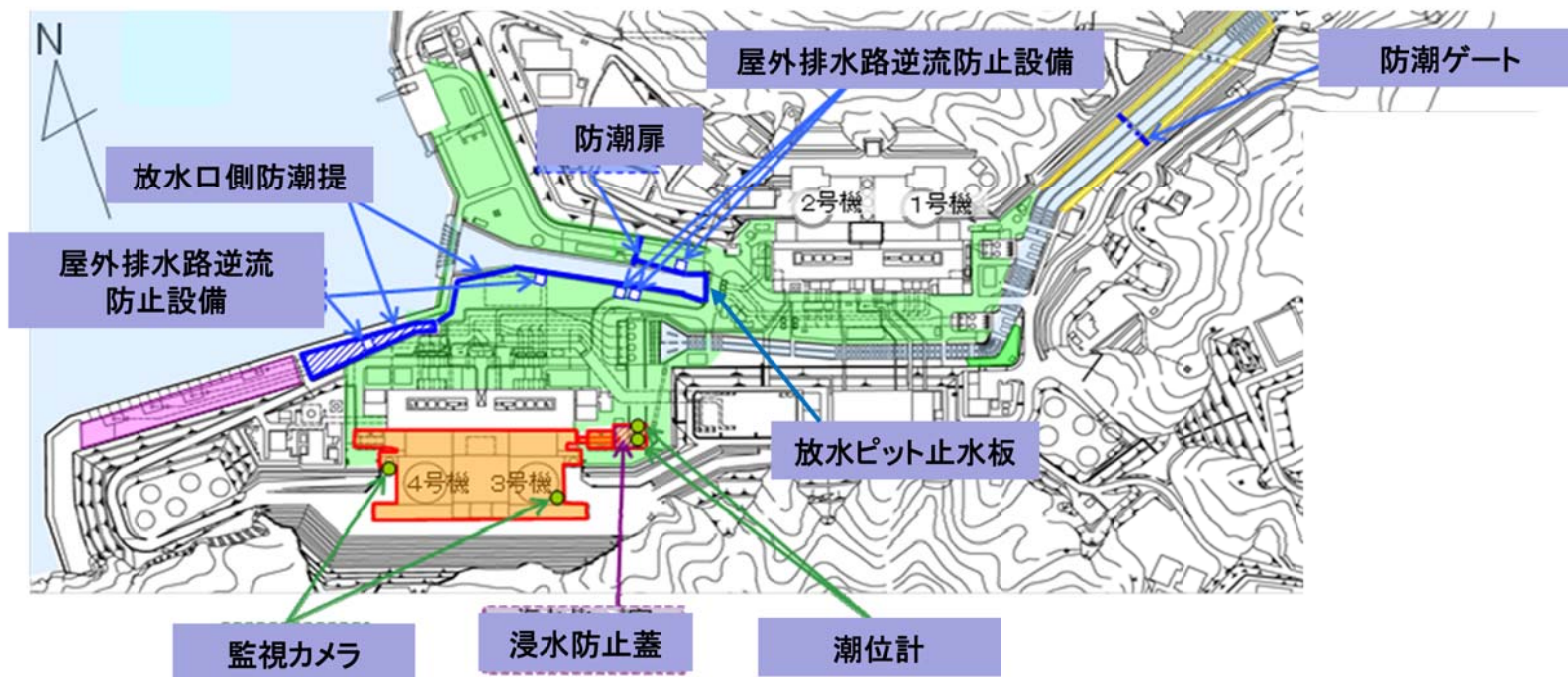 N
屋外排水路逆流防止設備
防潮ゲート
防潮扉
放水口側防潮提
2号機
1号機
屋外排水路逆流
防止設備
放水ピット止水板
4号機
3号機
監視カメラ
浸水防止蓋
潮位計